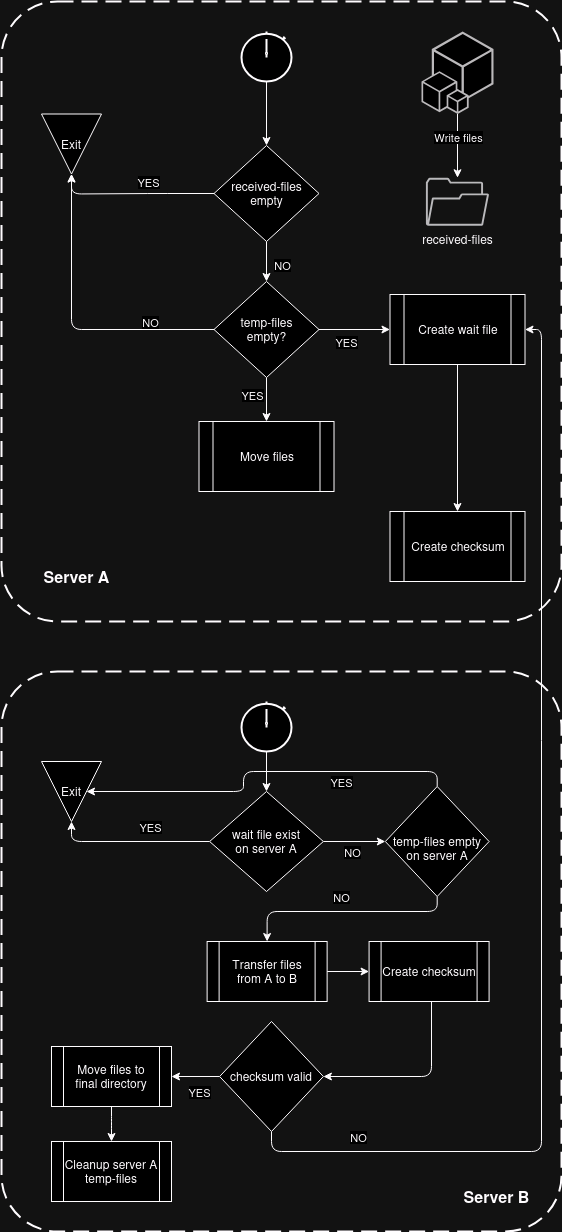 Exit
Write files
YES
received-files
empty
received-files
NO
NO
temp-files
empty?
YES
Create wait file
YES
Move files
Create checksum
Server A
Exit
YES
YES
wait file exist
on server A
NO
temp-files empty
on server A
NO
Transfer files
from A to B
Create checksum
Move files to
final directory
YES
checksum valid
NO
Cleanup server A
temp-files
Server B